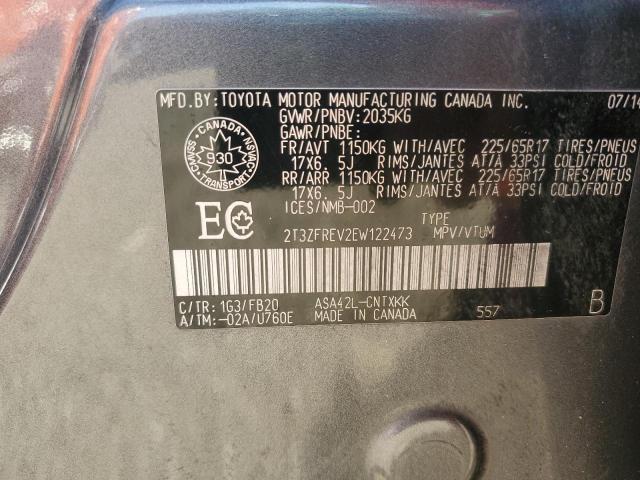 MFD.BY: TOYOTA MOTOR MANUFACTURING CANADA INC. 07/14
GVWR/PNBV: 2035KG
GAWR/PNBE:
FR/AVT 1150KG WITH/AVEC 225/65R17 TIRES/PNEUS
17X6.5J RIMS/JANTES AT/A 33PSI COLD/FROID
RR/ARR 1150KG WITH/AVEC 225/65R17 TIRES/PNEUS
17X6.5J RIMS/JANTES AT/A 33PSI COLD/FROID
ICES/NMB-002
CANADA
930
TRANSPORT
CMVSS
NSVAC
EC
TYPE
2T3ZFREV2EW122473 MPV/VTUM
C/TR: 1G3/FB20 ASA42L-CNTXKK
A/TM: -02A/U760E MADE IN CANADA 557 B